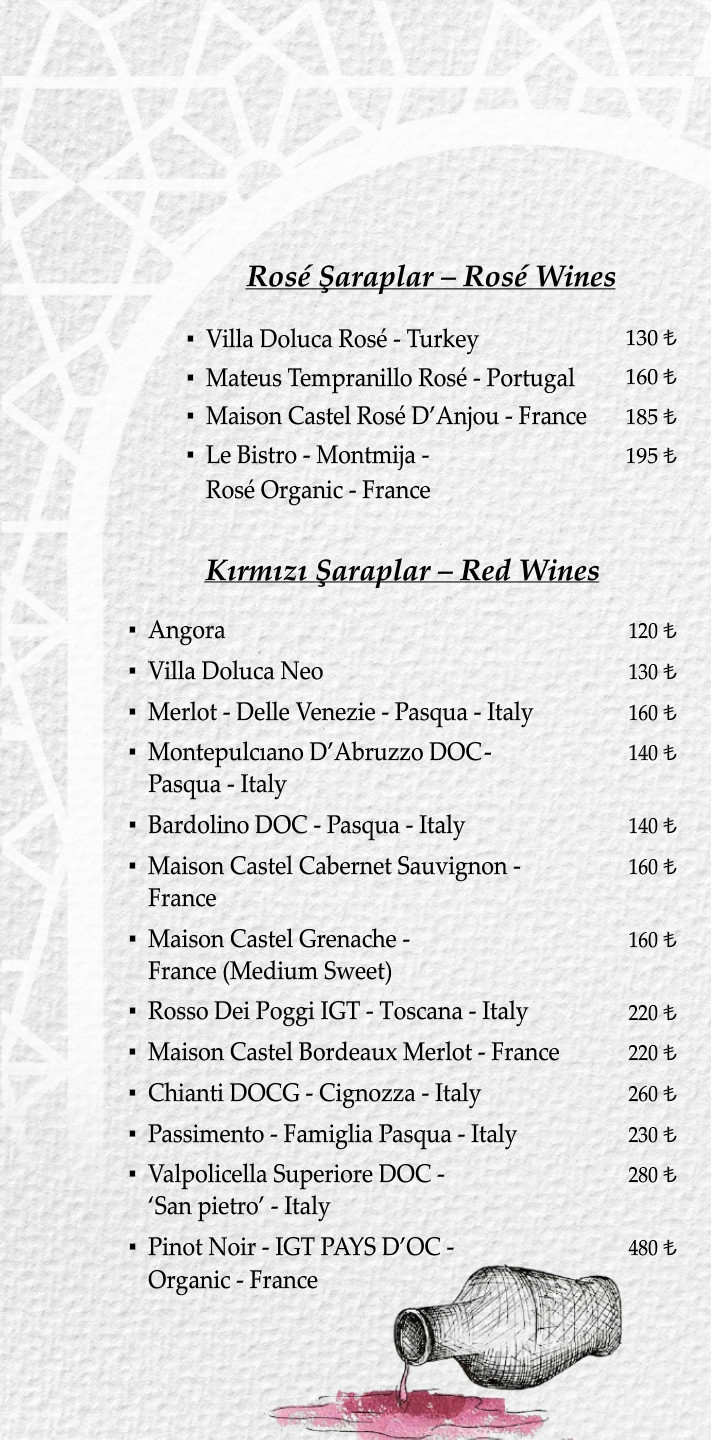 Rosé Şaraplar – Rosé Wines
▪ Villa Doluca Rosé - Turkey 130 ₺
▪ Mateus Tempranillo Rosé - Portugal 160 ₺
▪ Maison Castel Rosé D’Anjou - France 185 ₺
▪ Le Bistro - Montmija - 195 ₺
Rosé Organic - France
Kırmızı Şaraplar – Red Wines
▪ Angora 120 ₺
▪ Villa Doluca Neo 130 ₺
▪ Merlot - Delle Venezie - Pasqua - Italy 160 ₺
▪ Montepulcıano D’Abruzzo DOC- 140 ₺
Pasqua - Italy
▪ Bardolino DOC - Pasqua - Italy 140 ₺
▪ Maison Castel Cabernet Sauvignon - 160 ₺
France
▪ Maison Castel Grenache - 160 ₺
France (Medium Sweet)
▪ Rosso Dei Poggi IGT - Toscana - Italy 220 ₺
▪ Maison Castel Bordeaux Merlot - France 220 ₺
▪ Chianti DOCG - Cignozza - Italy 260 ₺
▪ Passimento - Famiglia Pasqua - Italy 230 ₺
▪ Valpolicella Superiore DOC - 280 ₺
‘San pietro’ - Italy
▪ Pinot Noir - IGT PAYS D’OC - 480 ₺
Organic - France